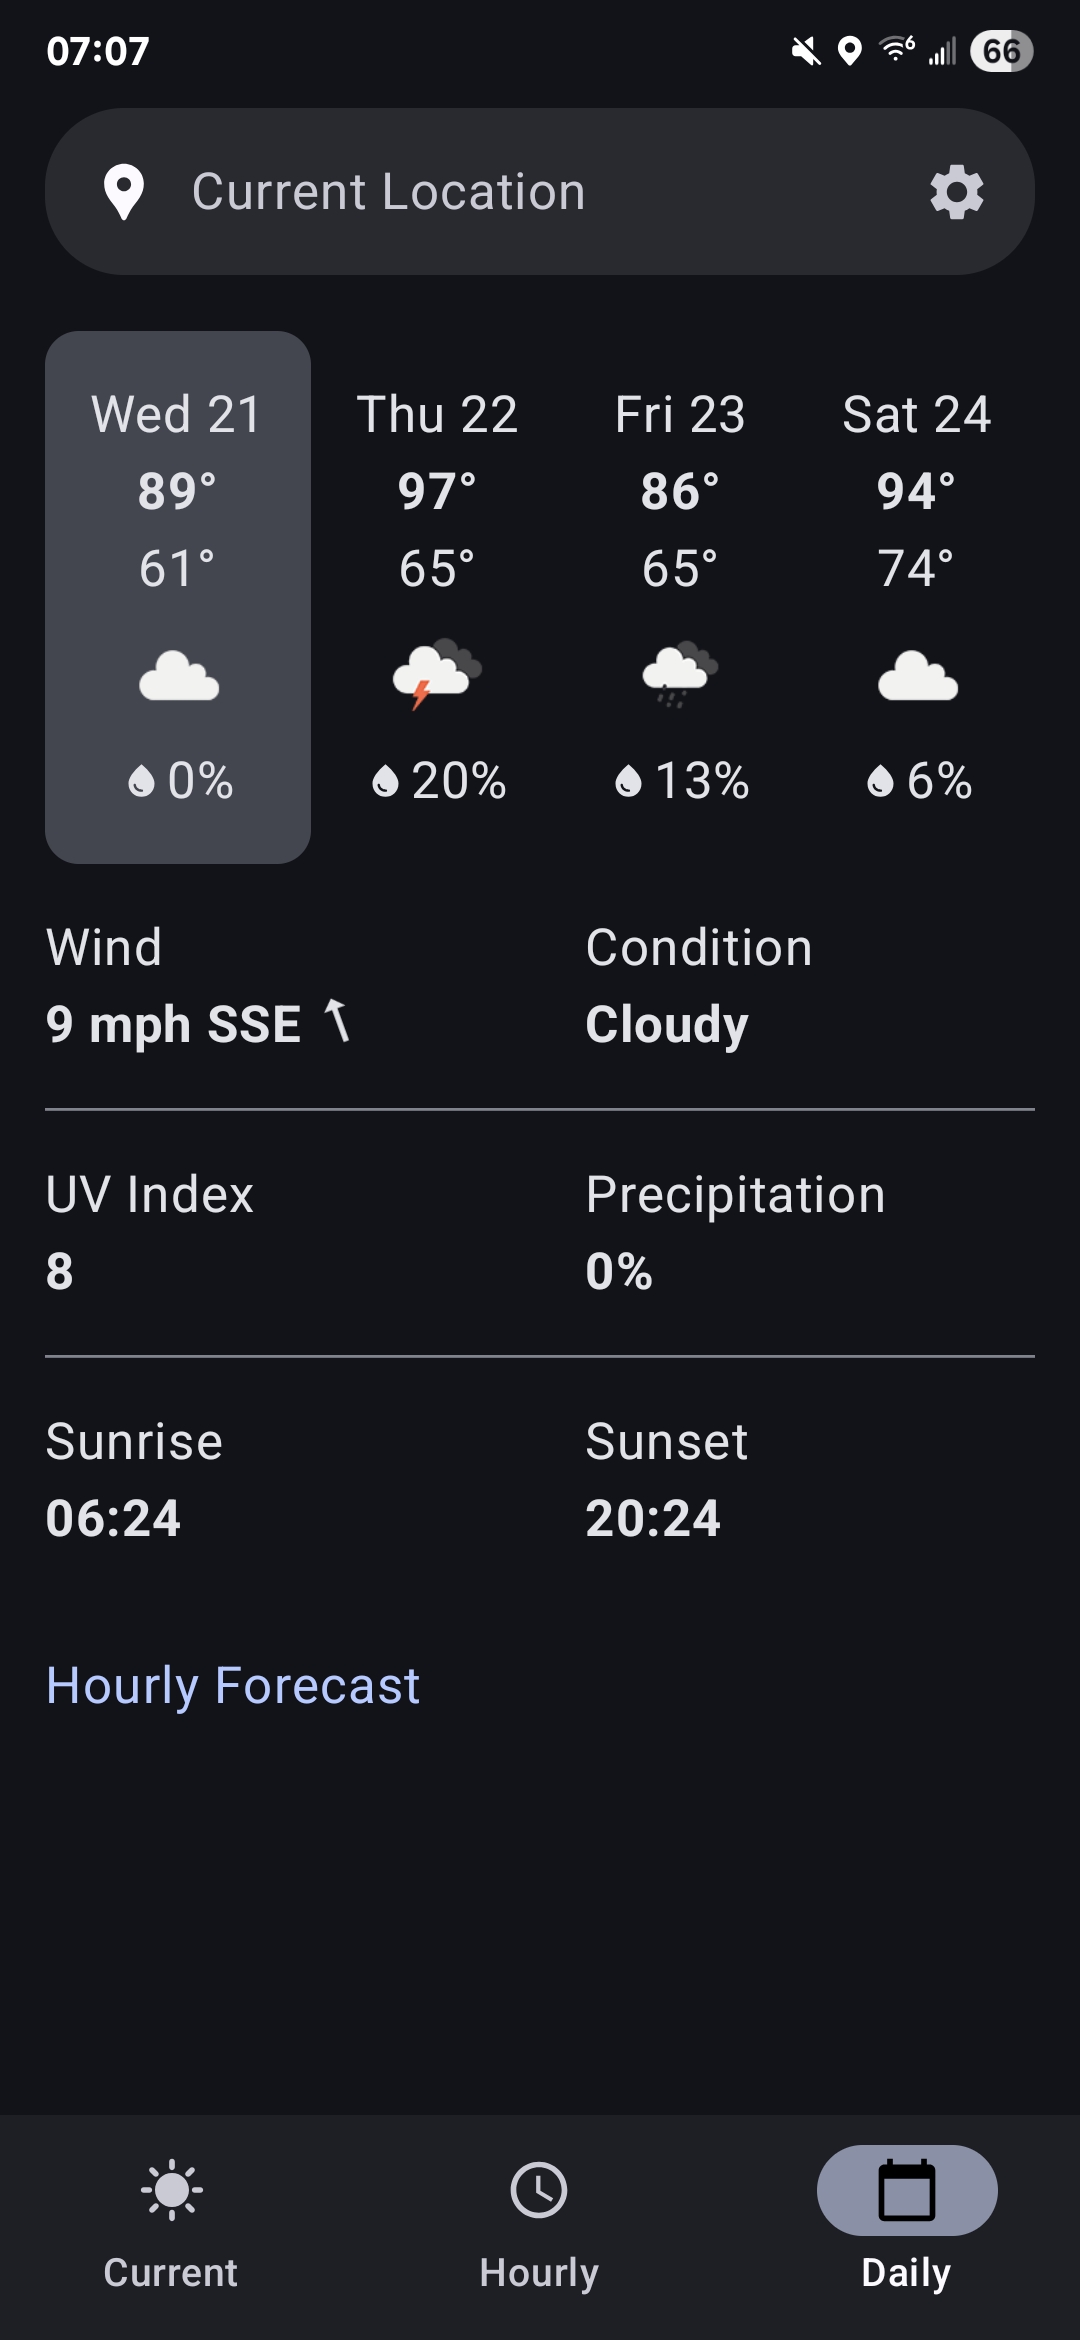 07:07 6 66
Current Location
Wed 21 Thu 22 Fri 23 Sat 24
89° 97° 86° 94°
61° 65° 65° 74°
0% 20% 13% 6%
Wind Condition
9 mph SSE Cloudy
UV Index Precipitation
8 0%
Sunrise Sunset
06:24 20:24
Hourly Forecast
Current Hourly Daily